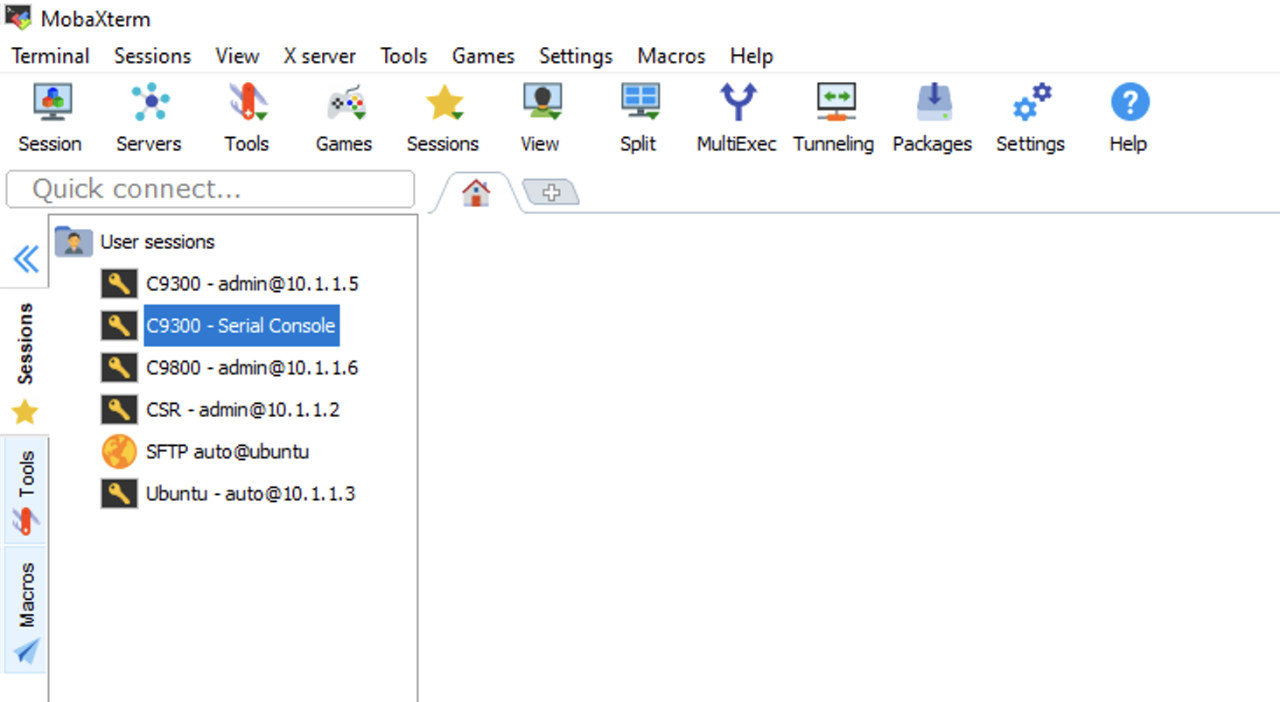 MobaXterm
Terminal Sessions View X server Tools Games Settings Macros Help
Session Servers Tools Games Sessions View Split MultiExec Tunneling Packages Settings Help
Quick connect...
User sessions
C9300 - admin@10.1.1.5
C9300 - Serial Console
C9800 - admin@10.1.1.6
CSR - admin@10.1.1.2
SFTP auto@ubuntu
Ubuntu - auto@10.1.1.3
Sessions
Tools
Macros